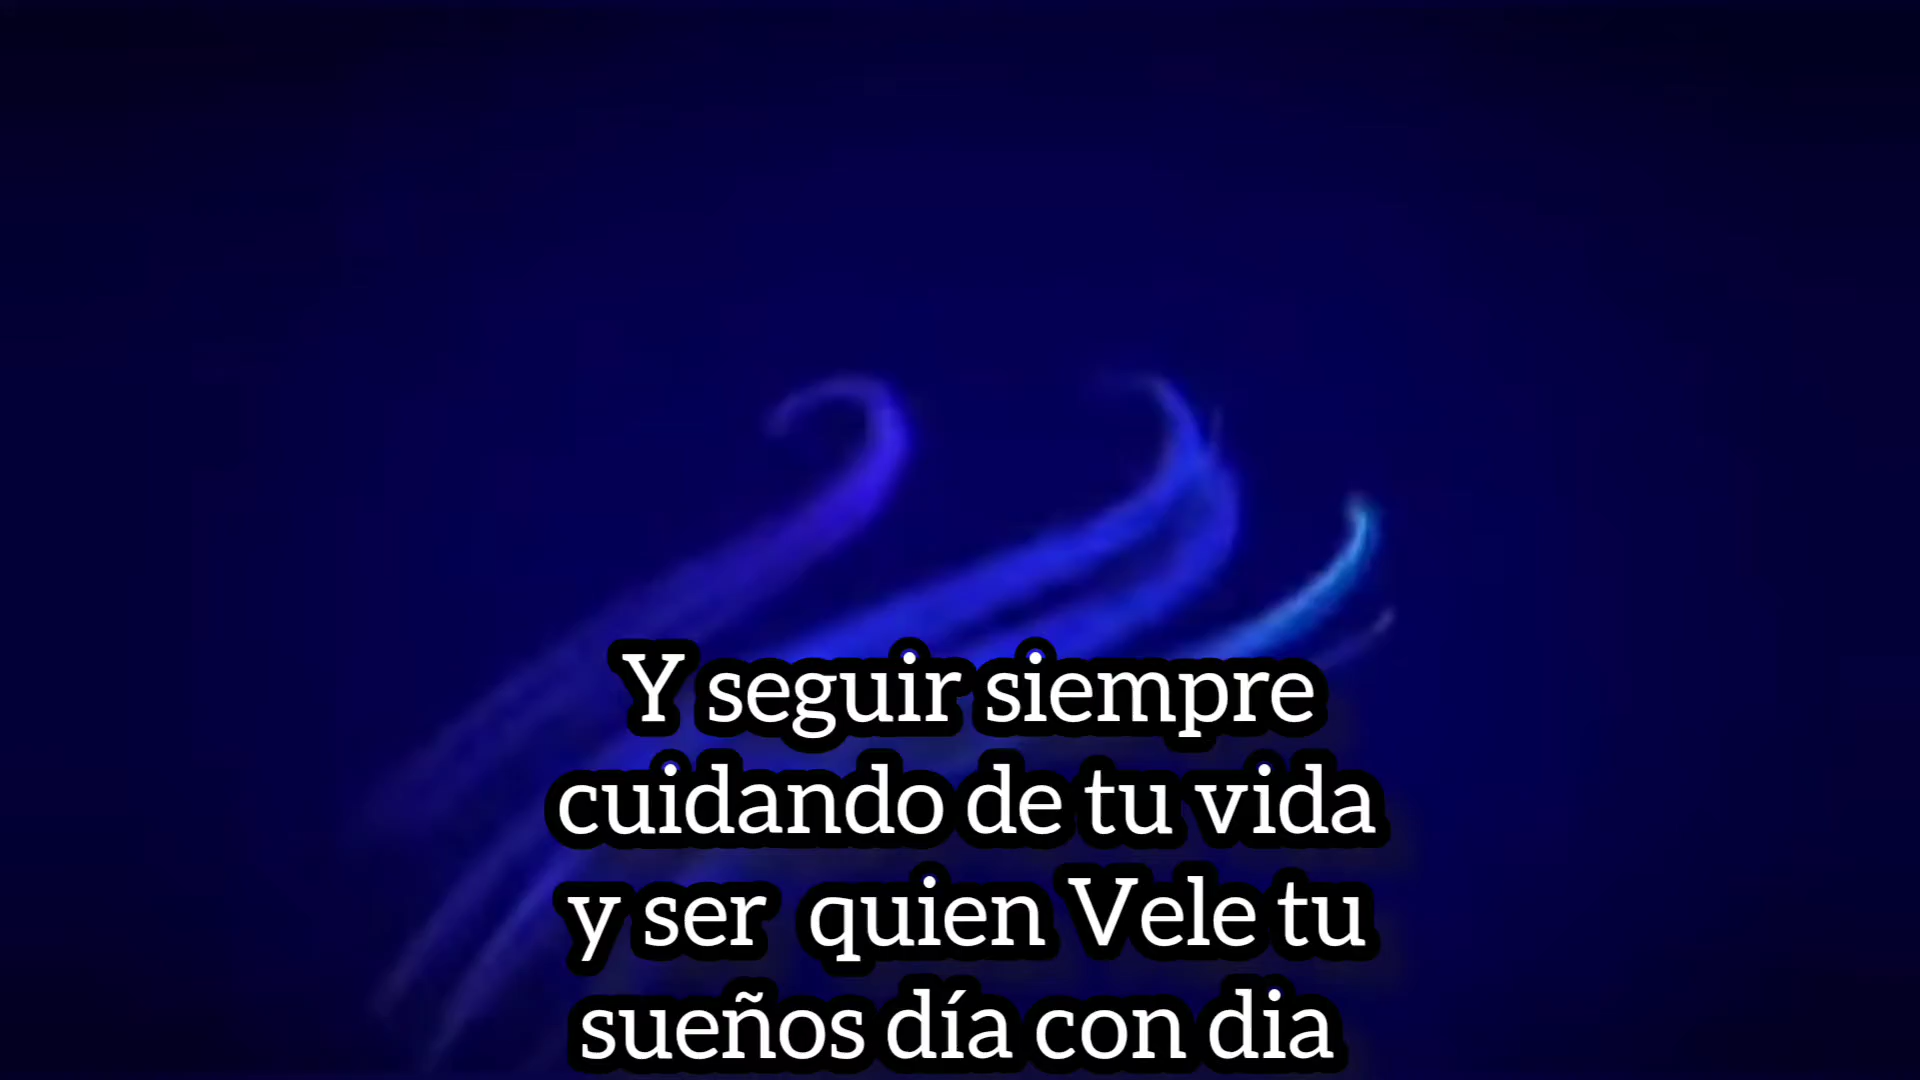 Y seguir siempre
cuidando de tu vida
y ser  quien Vele tu
sueños día con dia